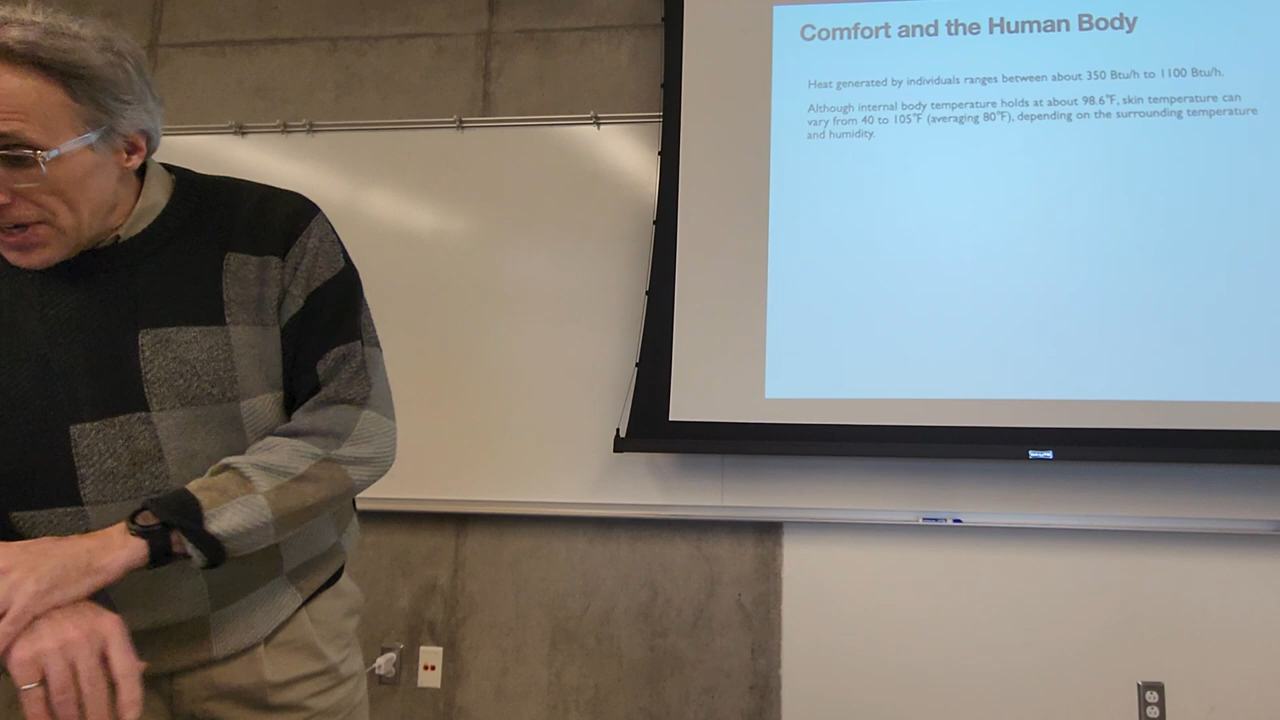 Comfort and the Human Body
Heat generated by individuals ranges between about 350 Btu/h to 1100 Btu/h.
Although internal body temperature holds at about 98.6°F, skin temperature can
vary from 40 to 105°F (averaging 80°F), depending on the surrounding temperature
and humidity.